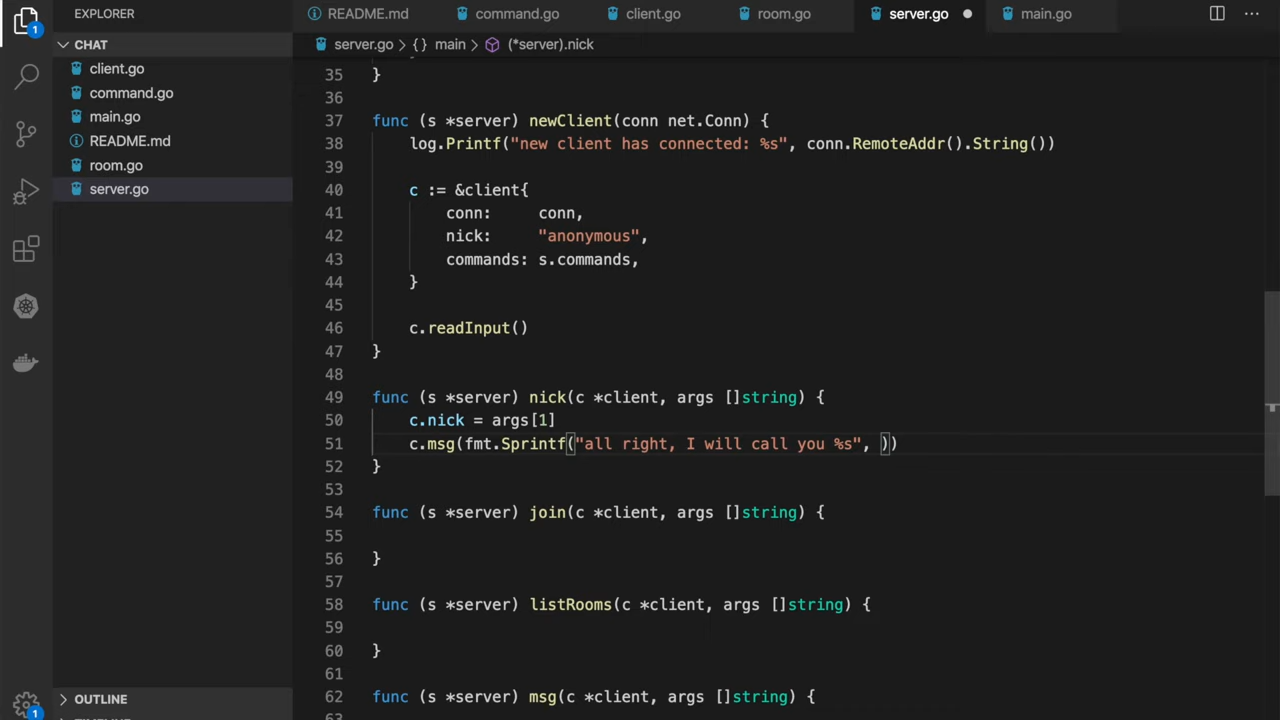 EXPLORER
README.md
command.go
client.go
room.go
server.go
main.go
1
CHAT
server.go
{}
main
(*server).nick
client.go
command.go
main.go
README.md
room.go
server.go
35 }
36
37 func (s *server) newClient(conn net.Conn) {
38 log.Printf("new client has connected: %s", conn.RemoteAddr().String())
39
40 c := &client{
41 conn: conn,
42 nick: "anonymous",
43 commands: s.commands,
44 }
45
46 c.readInput()
47 }
48
49 func (s *server) nick(c *client, args []string) {
50 c.nick = args[1]
51 c.msg(fmt.Sprintf("all right, I will call you %s", ))
52 }
53
54 func (s *server) join(c *client, args []string) {
55
56 }
57
58 func (s *server) listRooms(c *client, args []string) {
59
60 }
61
62 func (s *server) msg(c *client, args []string) {
OUTLINE
1